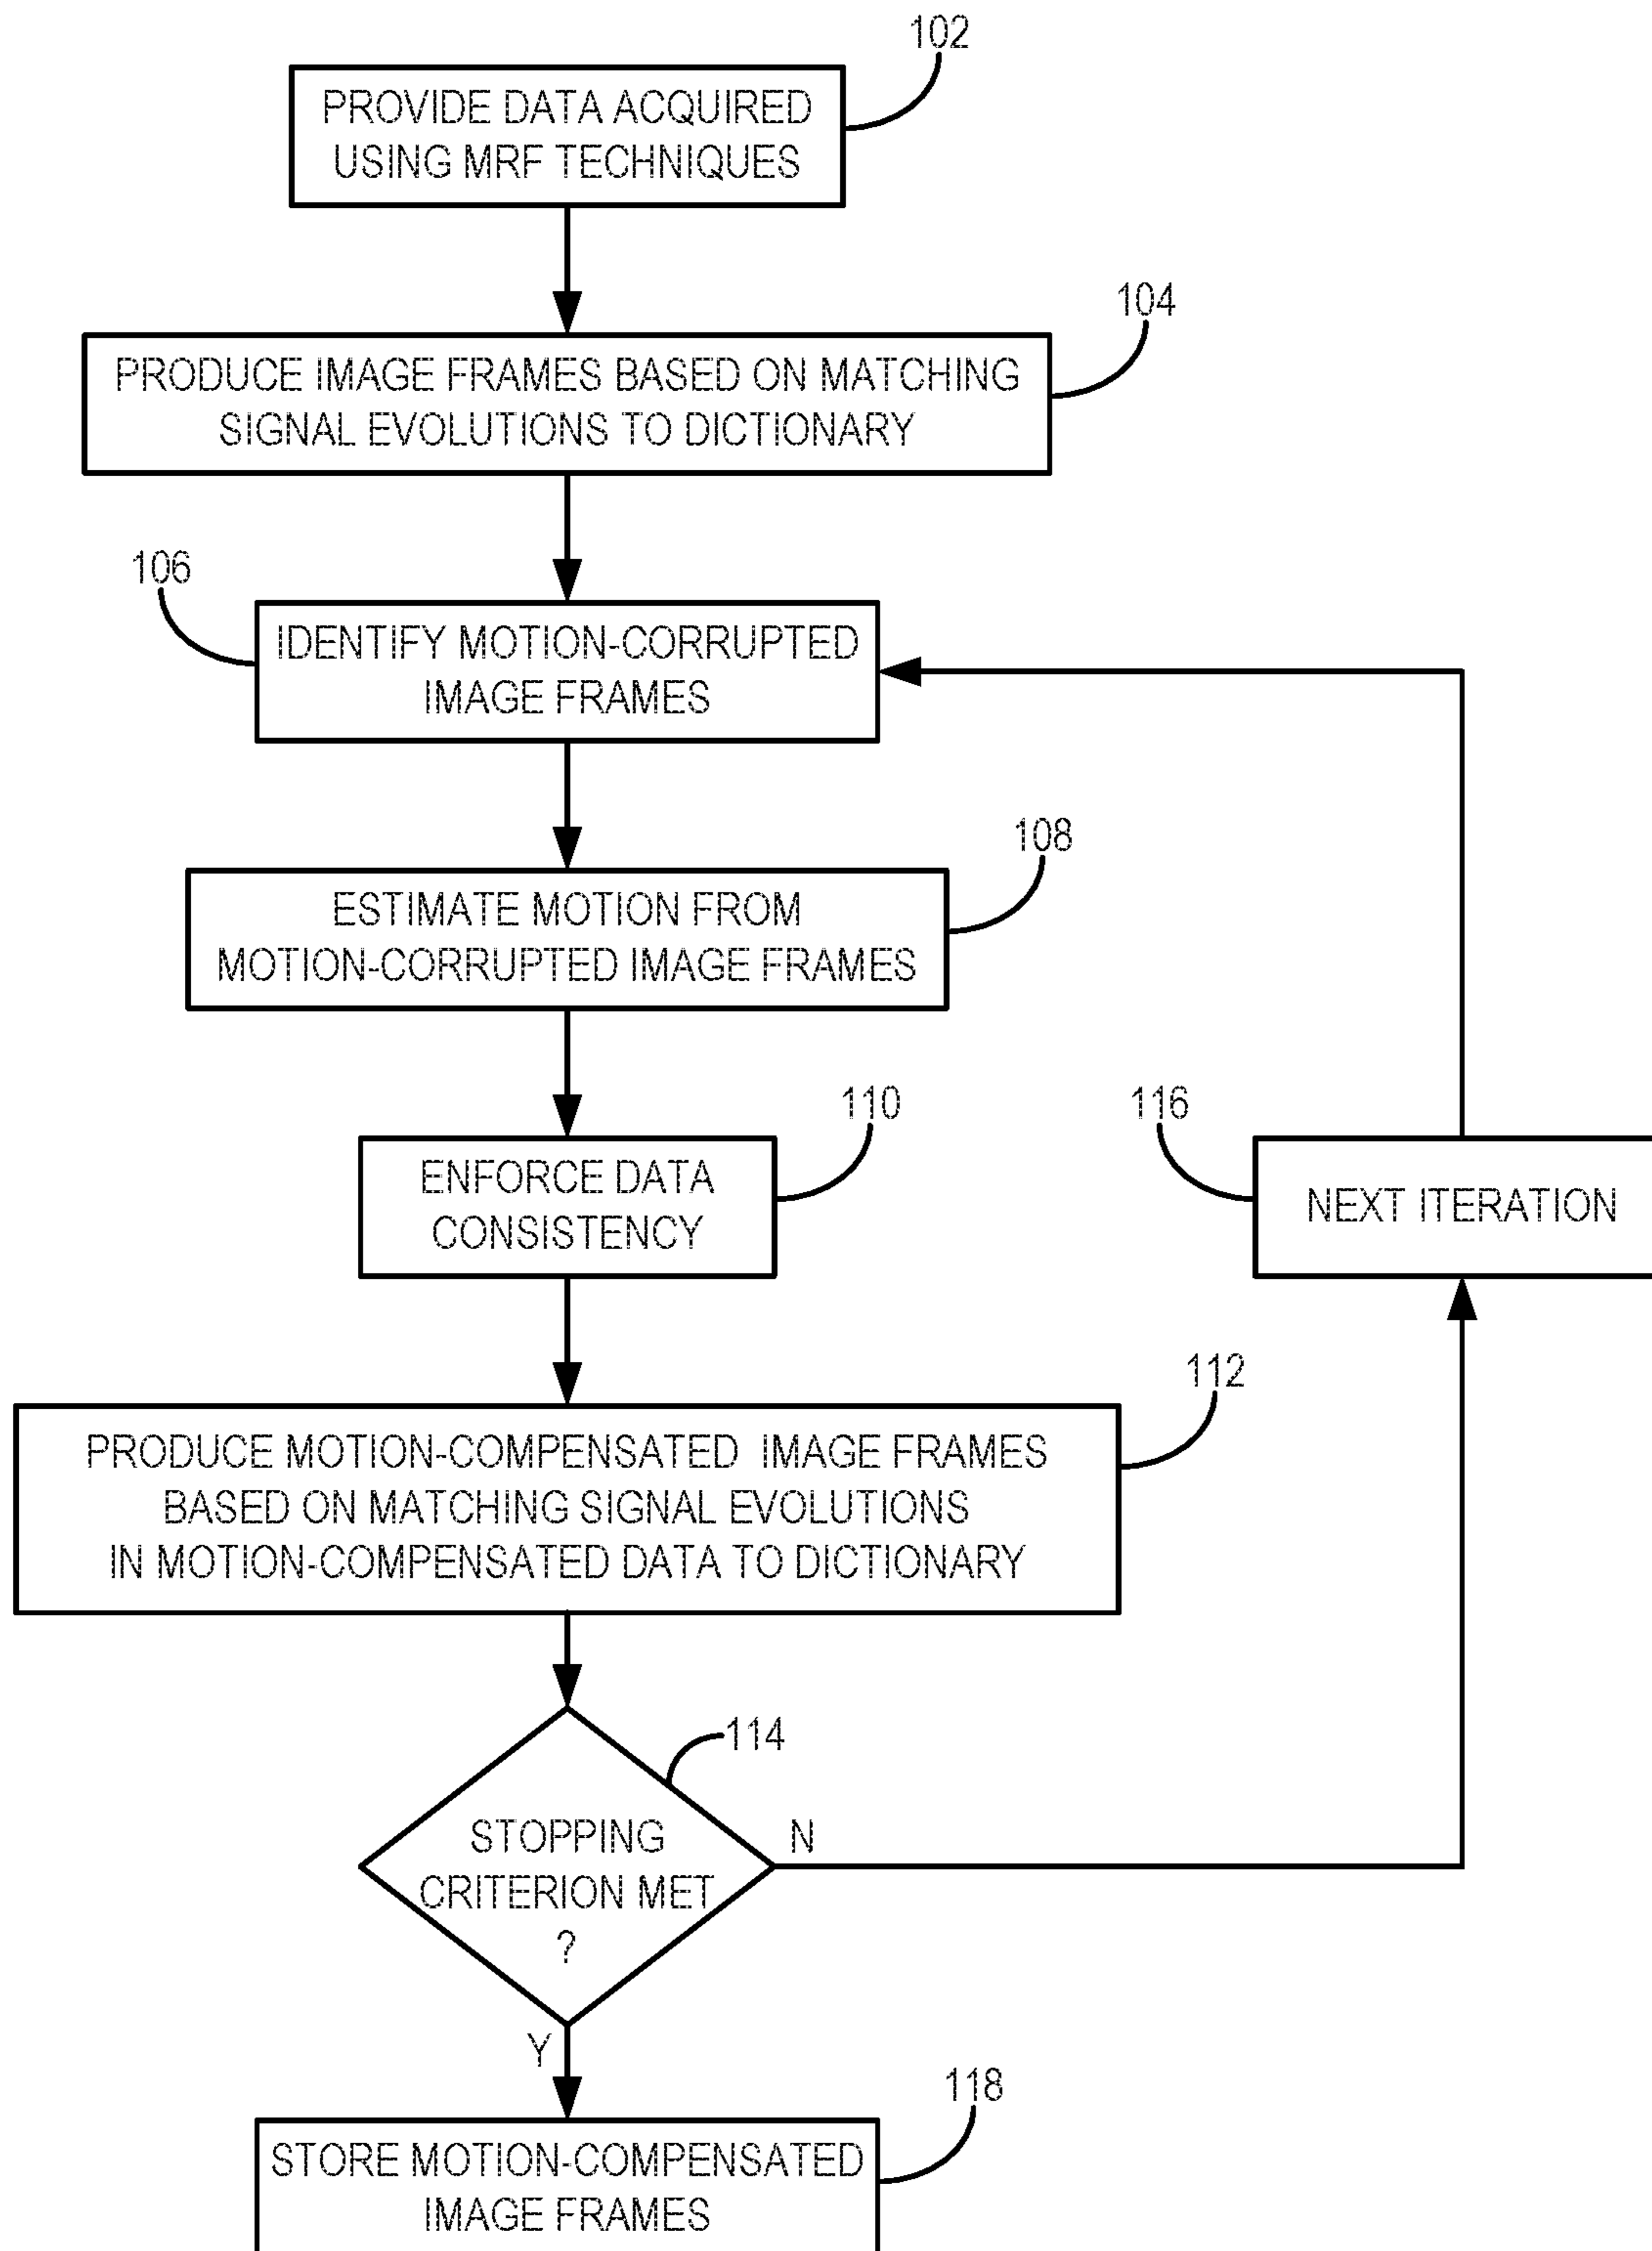 102
PROVIDE DATA ACQUIRED
USING MRF TECHNIQUES
104
PRODUCE IMAGE FRAMES BASED ON MATCHING
SIGNAL EVOLUTIONS TO DICTIONARY
106
IDENTIFY MOTION-CORRUPTED
IMAGE FRAMES
108
ESTIMATE MOTION FROM
MOTION-CORRUPTED IMAGE FRAMES
110
ENFORCE DATA
CONSISTENCY
116
NEXT ITERATION
112
PRODUCE MOTION-COMPENSATED IMAGE FRAMES
BASED ON MATCHING SIGNAL EVOLUTIONS
IN MOTION-COMPENSATED DATA TO DICTIONARY
114
STOPPING
CRITERION MET
?
N
Y
118
STORE MOTION-COMPENSATED
IMAGE FRAMES